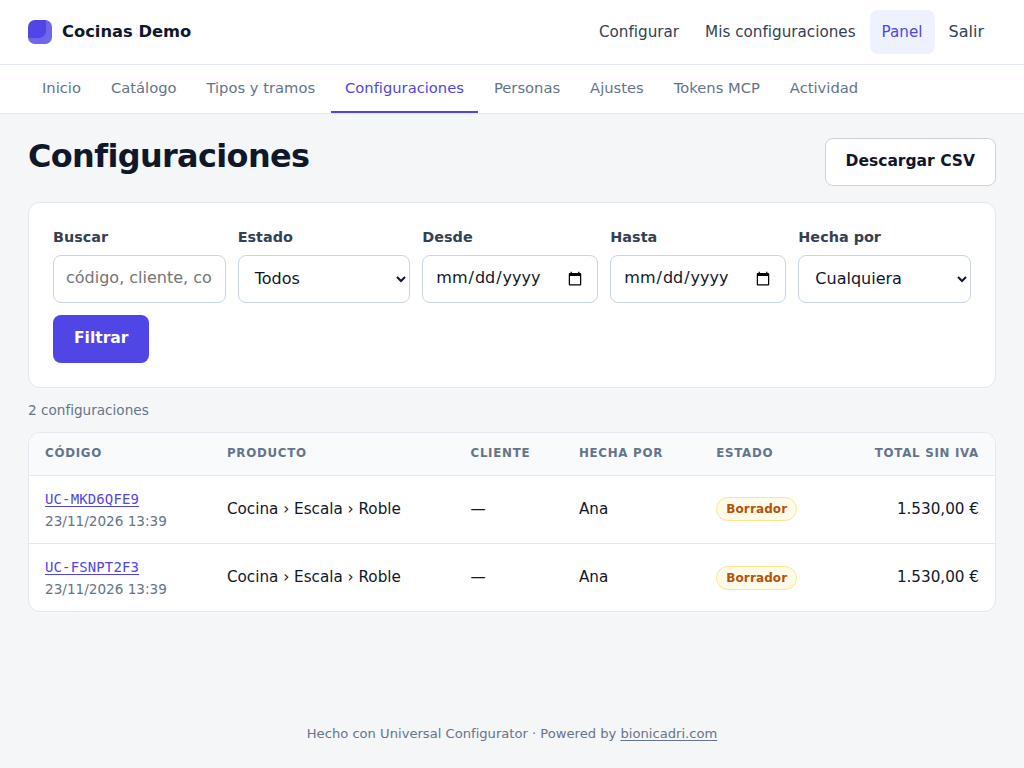 Cocinas Demo
Configurar Mis configuraciones Panel Salir
Inicio Catálogo Tipos y tramos Configuraciones Personas Ajustes Tokens MCP Actividad
Configuraciones
Descargar CSV
Buscar Estado Desde Hasta Hecha por
código, cliente, co Todos mm/dd/yyyy mm/dd/yyyy Cualquiera
Filtrar
2 configuraciones
CÓDIGO PRODUCTO CLIENTE HECHA POR ESTADO TOTAL SIN IVA
UC-MKD6QFE9
23/11/2026 13:39
Cocina › Escala › Roble — Ana Borrador 1.530,00 €
UC-FSNPT2F3
23/11/2026 13:39
Cocina › Escala › Roble — Ana Borrador 1.530,00 €
Hecho con Universal Configurator · Powered by bionicadri.com